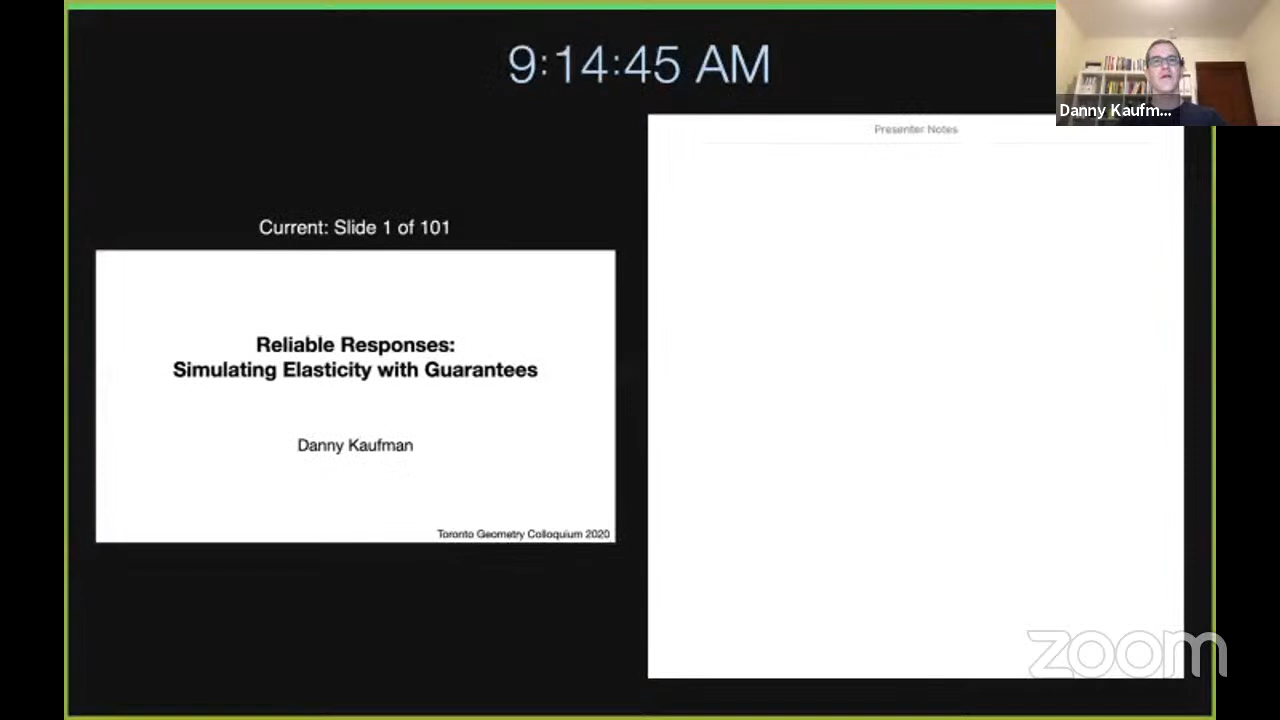 9:14:45 AM
Danny Kaufm...
Presenter Notes
Current: Slide 1 of 101
Reliable Responses:
Simulating Elasticity with Guarantees
Danny Kaufman
Toronto Geometry Colloquium 2020
zoom